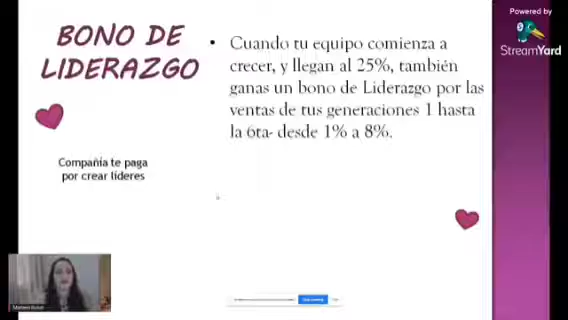 Powered by
StreamYard
BONO DE
LIDERAZGO
• Cuando tu equipo comienza a
crecer, y llegan al 25%, también
ganas un bono de Liderazgo por las
ventas de tus generaciones 1 hasta
la 6ta- desde 1% a 8%.
Compañía te paga
por crear líderes